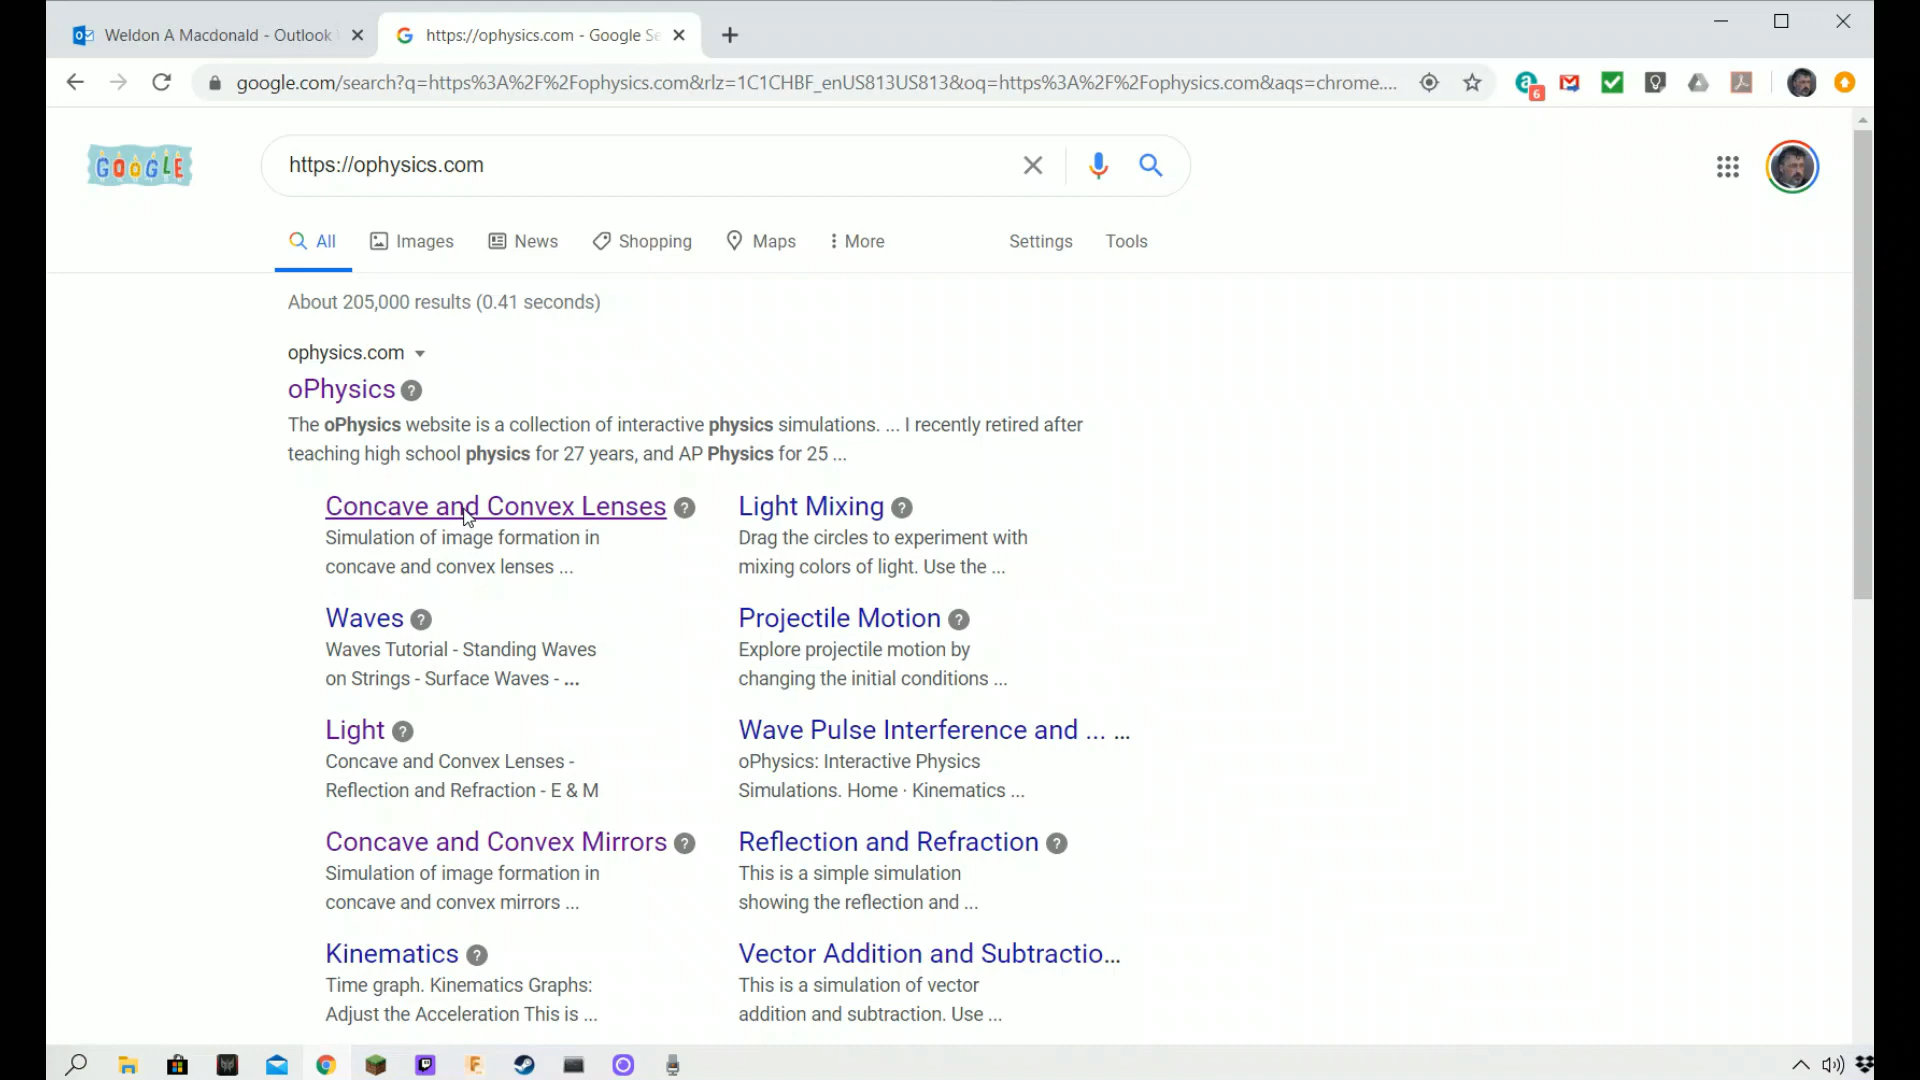 Weldon A Macdonald - Outlook
https://ophysics.com - Google Se
google.com/search?q=https%3A%2F%2Fophysics.com&rlz=1C1CHBF_enUS813US813&oq=https%3A%2F%2Fophysics.com&aqs=chrome....
6
GOOGLE
https://ophysics.com
All Images News Shopping Maps More Settings Tools
About 205,000 results (0.41 seconds)
ophysics.com
oPhysics
The oPhysics website is a collection of interactive physics simulations. ... I recently retired after
teaching high school physics for 27 years, and AP Physics for 25 ...
Concave and Convex Lenses
Simulation of image formation in
concave and convex lenses ...
Light Mixing
Drag the circles to experiment with
mixing colors of light. Use the ...
Waves
Waves Tutorial - Standing Waves
on Strings - Surface Waves - ...
Projectile Motion
Explore projectile motion by
changing the initial conditions ...
Light
Concave and Convex Lenses -
Reflection and Refraction - E & M
Wave Pulse Interference and ... ...
oPhysics: Interactive Physics
Simulations. Home · Kinematics ...
Concave and Convex Mirrors
Simulation of image formation in
concave and convex mirrors ...
Reflection and Refraction
This is a simple simulation
showing the reflection and ...
Kinematics
Time graph. Kinematics Graphs:
Adjust the Acceleration This is ...
Vector Addition and Subtractio...
This is a simulation of vector
addition and subtraction. Use ...